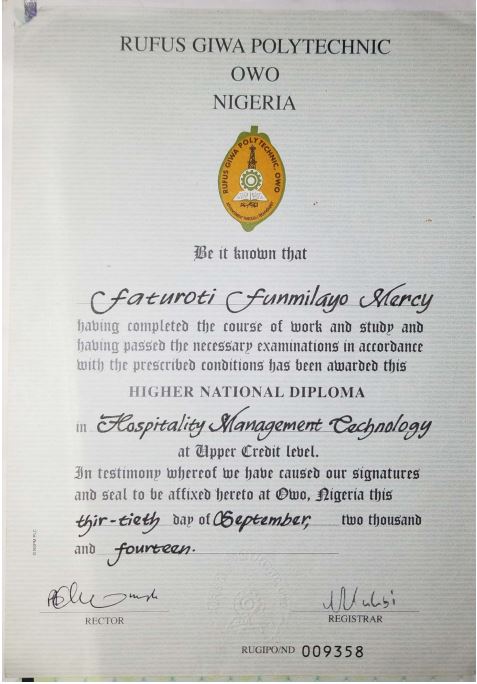 RUFUS GIWA POLYTECHNIC
OWO
NIGERIA
RUFUS GIWA POLYTECHNIC, OWO
Be it known that
Faturoti Funmilayo Mercy
having completed the course of work and study and
having passed the necessary examinations in accordance
with the prescribed conditions has been awarded this
HIGHER NATIONAL DIPLOMA
in Hospitality Management Technology
at Upper Credit level.
In testimony whereof we have caused our signatures
and seal to be affixed hereto at Owo, Nigeria this
thir-tieth day of September, two thousand
and fourteen.
RECTOR
REGISTRAR
RUGIPO/ND 009358